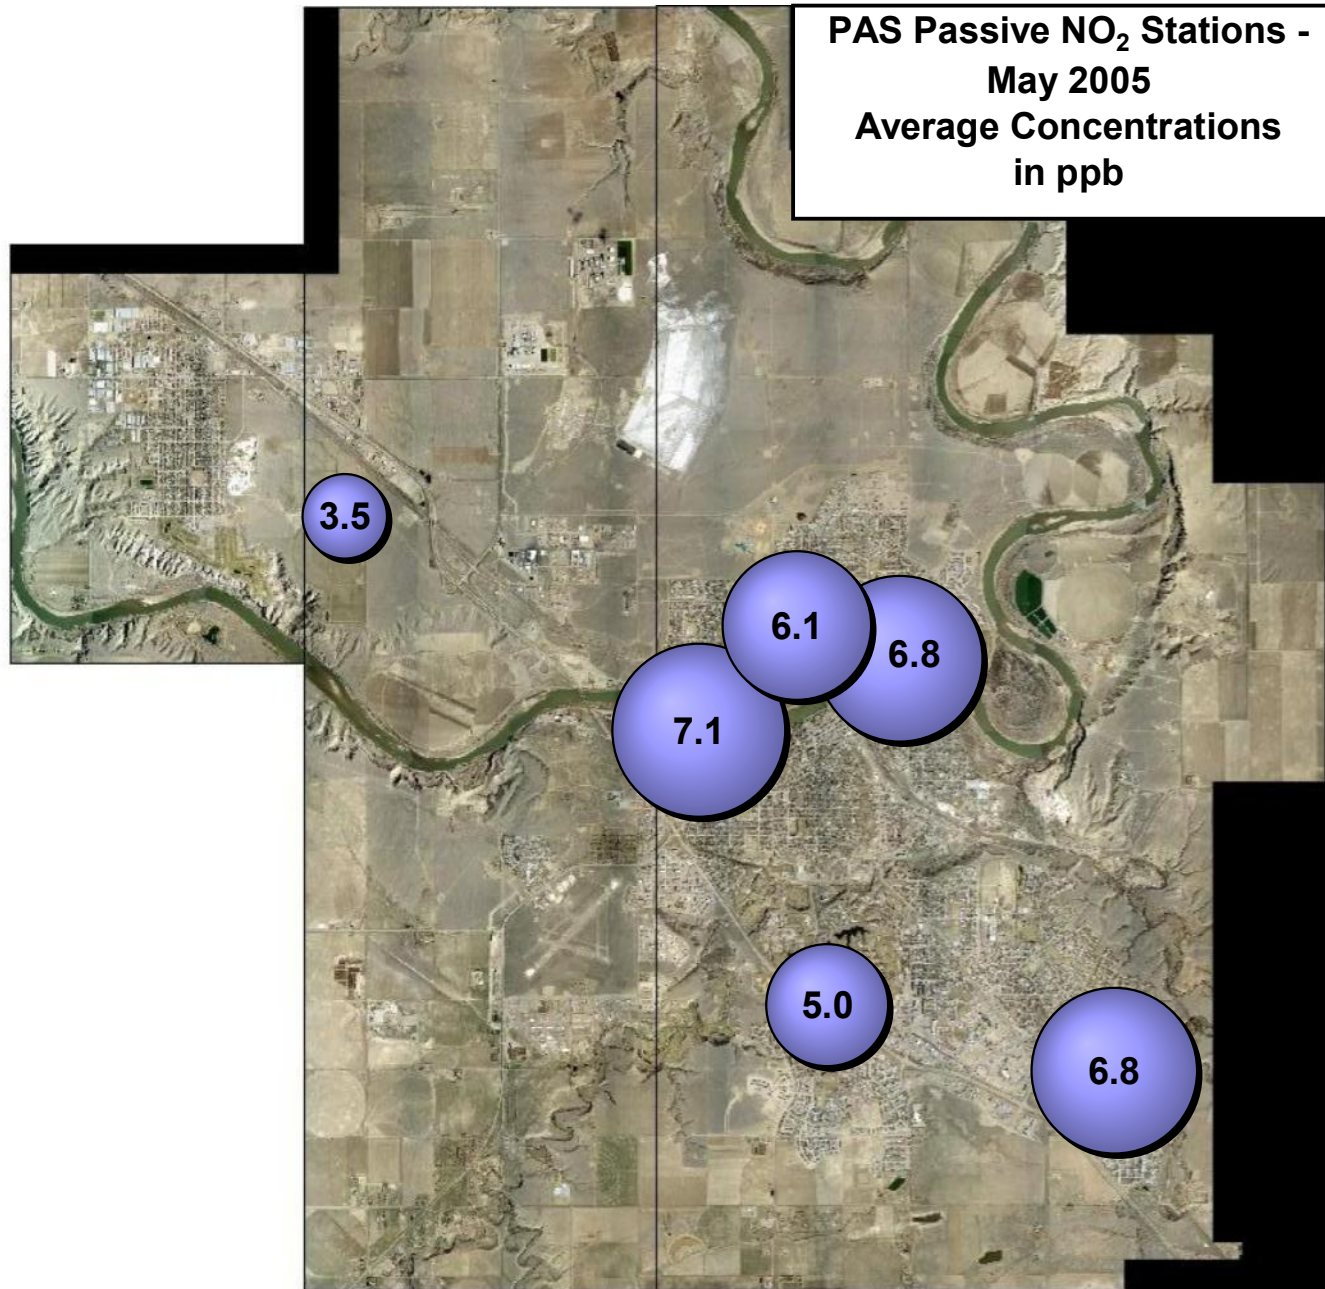 PAS Passive NO₂ Stations -
May 2005
Average Concentrations
in ppb
3.5
6.1
6.8
7.1
5.0
6.8